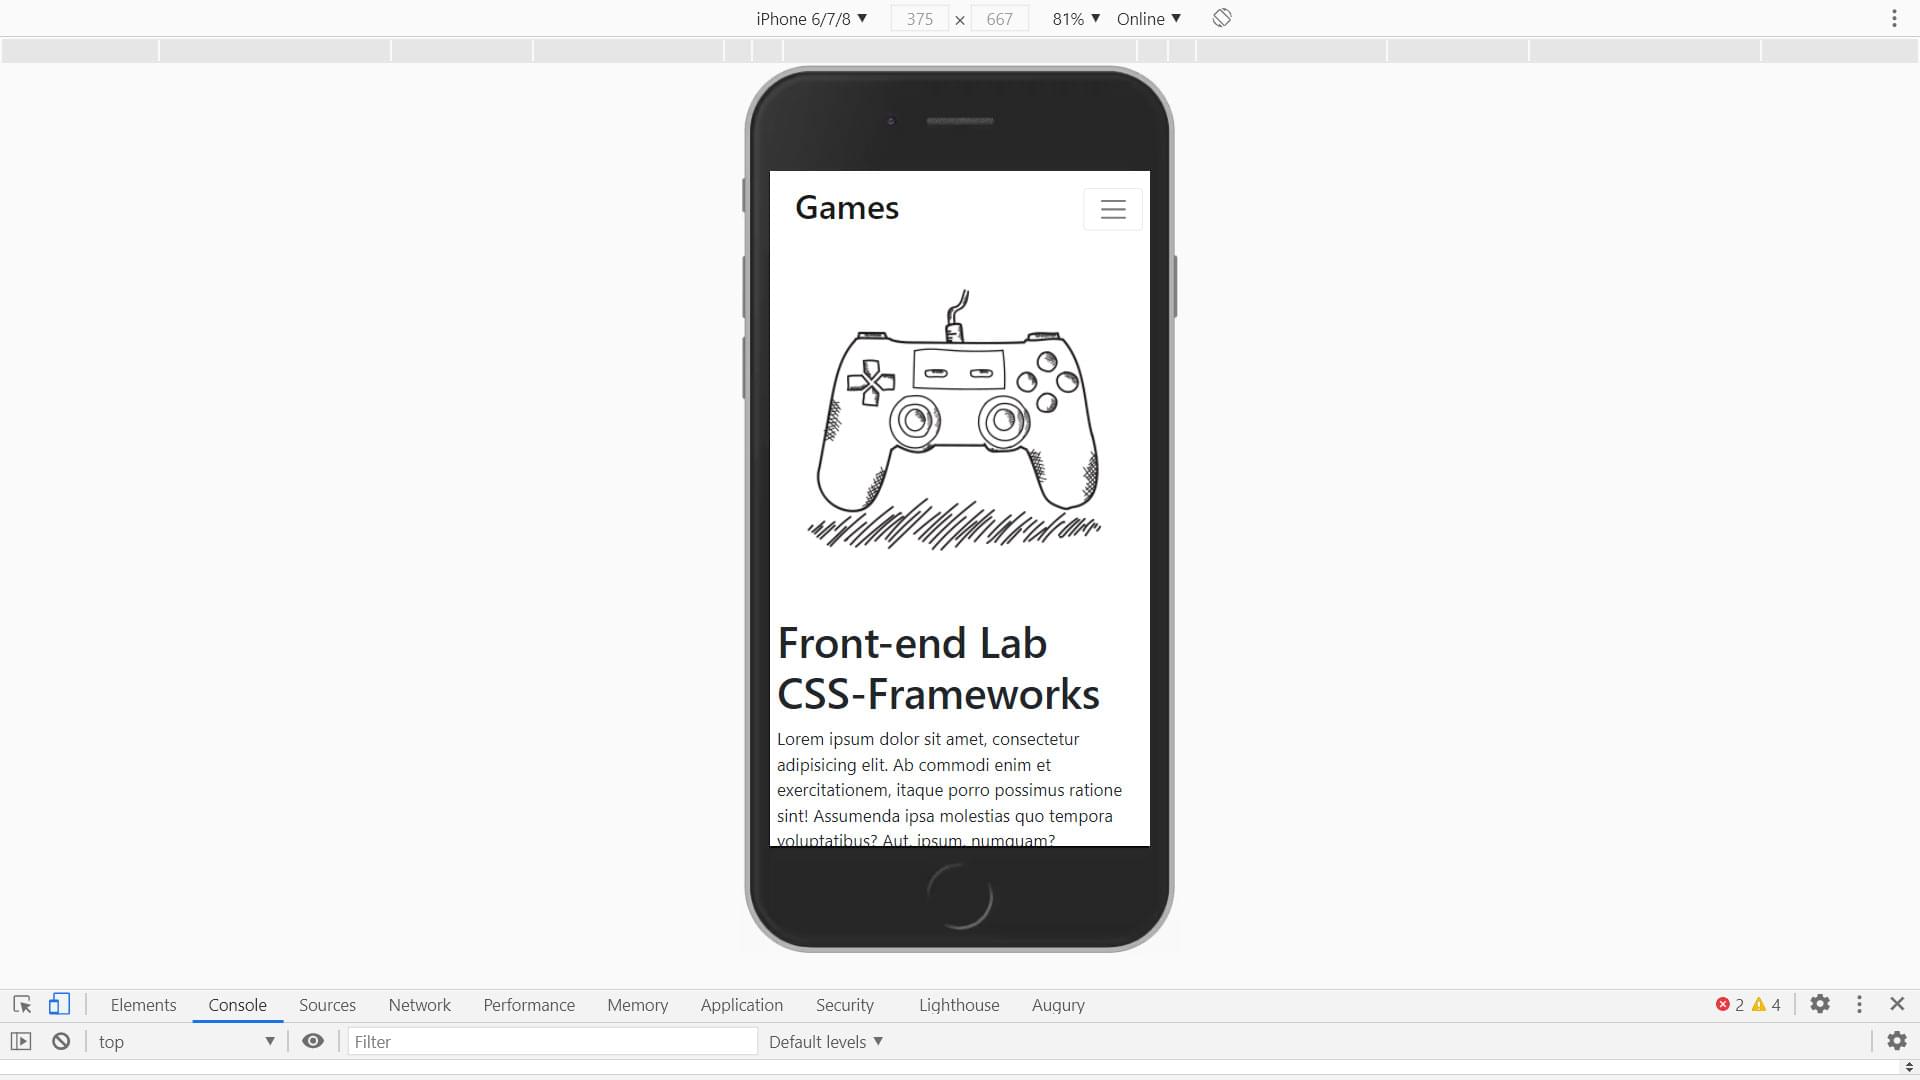 iPhone 6/7/8 ▼ 375 × 667 81% ▼ Online ▼
Games
Front-end Lab
CSS-Frameworks
Lorem ipsum dolor sit amet, consectetur
adipisicing elit. Ab commodi enim et
exercitationem, itaque porro possimus ratione
sint! Assumenda ipsa molestias quo tempora
voluptatibus? Aut, ipsum, numquam?
Elements Console Sources Network Performance Memory Application Security Lighthouse Augury 2 4
top ▼ Filter Default levels ▼